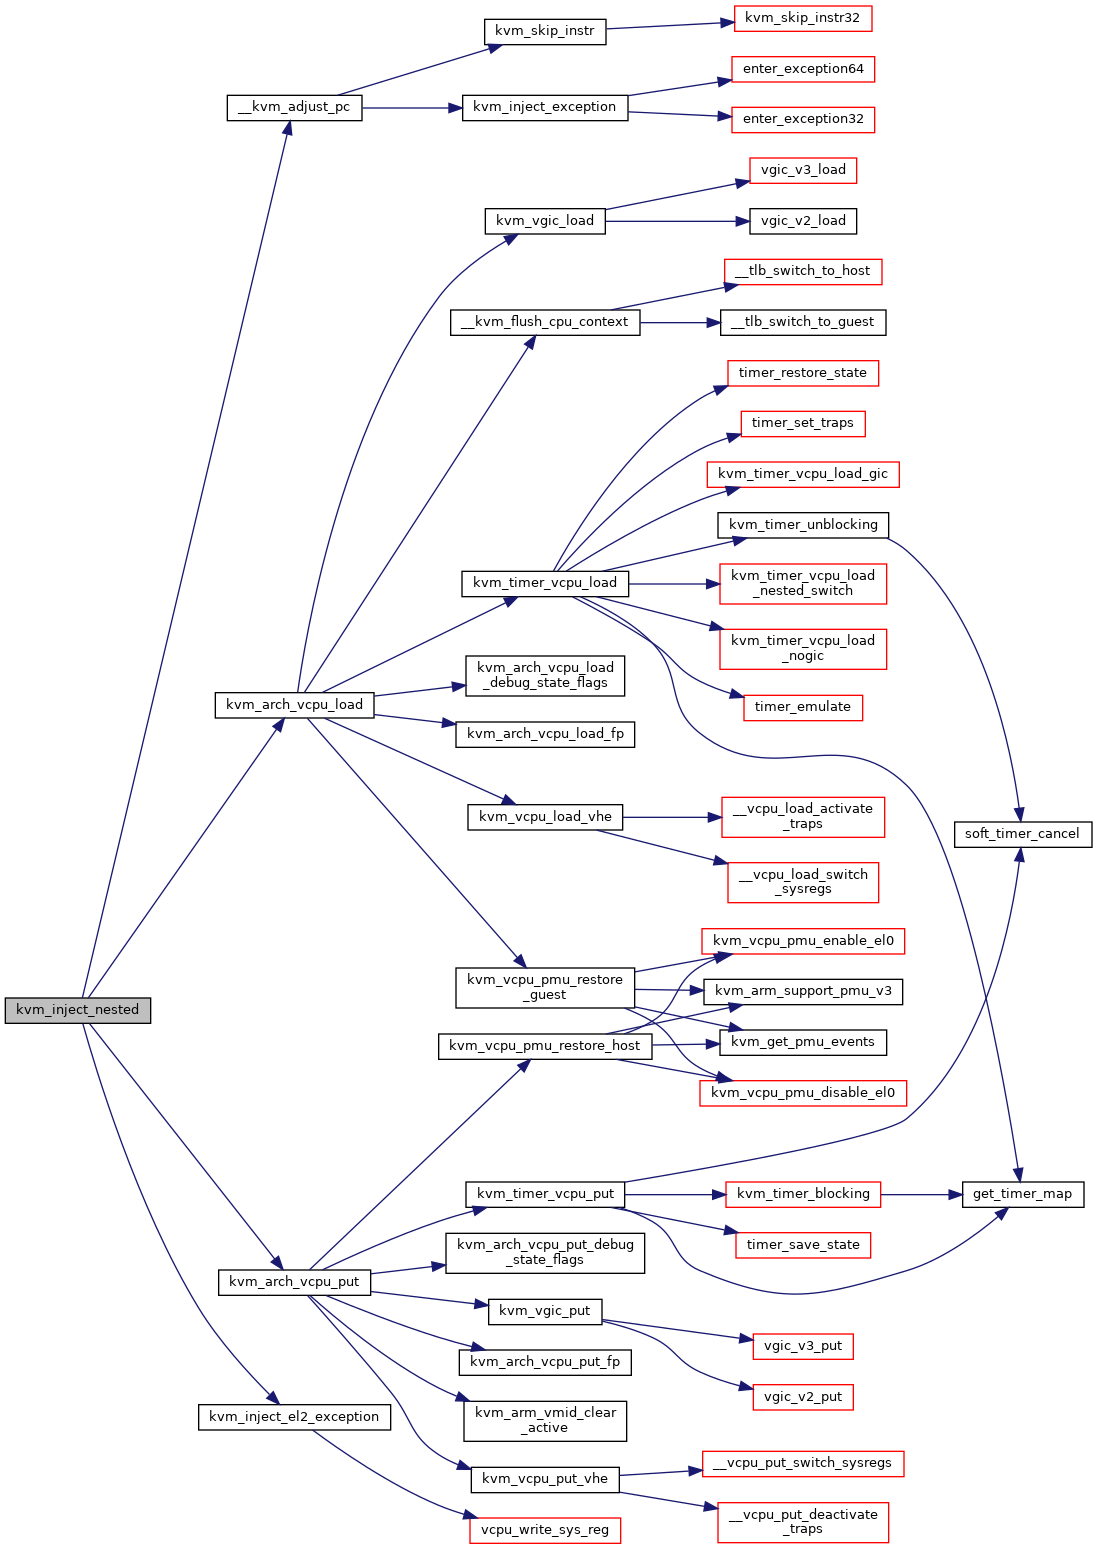 kvm_skip_instr32
kvm_skip_instr
enter_exception64
__kvm_adjust_pc
kvm_inject_exception
enter_exception32
vgic_v3_load
kvm_vgic_load
vgic_v2_load
__tlb_switch_to_host
__kvm_flush_cpu_context
__tlb_switch_to_guest
timer_restore_state
timer_set_traps
kvm_timer_vcpu_load_gic
kvm_timer_unblocking
kvm_timer_vcpu_load
kvm_timer_vcpu_load
_nested_switch
kvm_timer_vcpu_load
_nogic
kvm_arch_vcpu_load
_debug_state_flags
kvm_arch_vcpu_load
timer_emulate
kvm_arch_vcpu_load_fp
kvm_vcpu_load_vhe
__vcpu_load_activate
_traps
soft_timer_cancel
__vcpu_load_switch
_sysregs
kvm_vcpu_pmu_enable_el0
kvm_vcpu_pmu_restore
_guest
kvm_arm_support_pmu_v3
kvm_inject_nested
kvm_vcpu_pmu_restore_host
kvm_get_pmu_events
kvm_vcpu_pmu_disable_el0
kvm_timer_vcpu_put
kvm_timer_blocking
get_timer_map
timer_save_state
kvm_arch_vcpu_put_debug
_state_flags
kvm_arch_vcpu_put
kvm_vgic_put
vgic_v3_put
kvm_arch_vcpu_put_fp
vgic_v2_put
kvm_inject_el2_exception
kvm_arm_vmid_clear
_active
__vcpu_put_switch_sysregs
kvm_vcpu_put_vhe
__vcpu_put_deactivate
_traps
vcpu_write_sys_reg